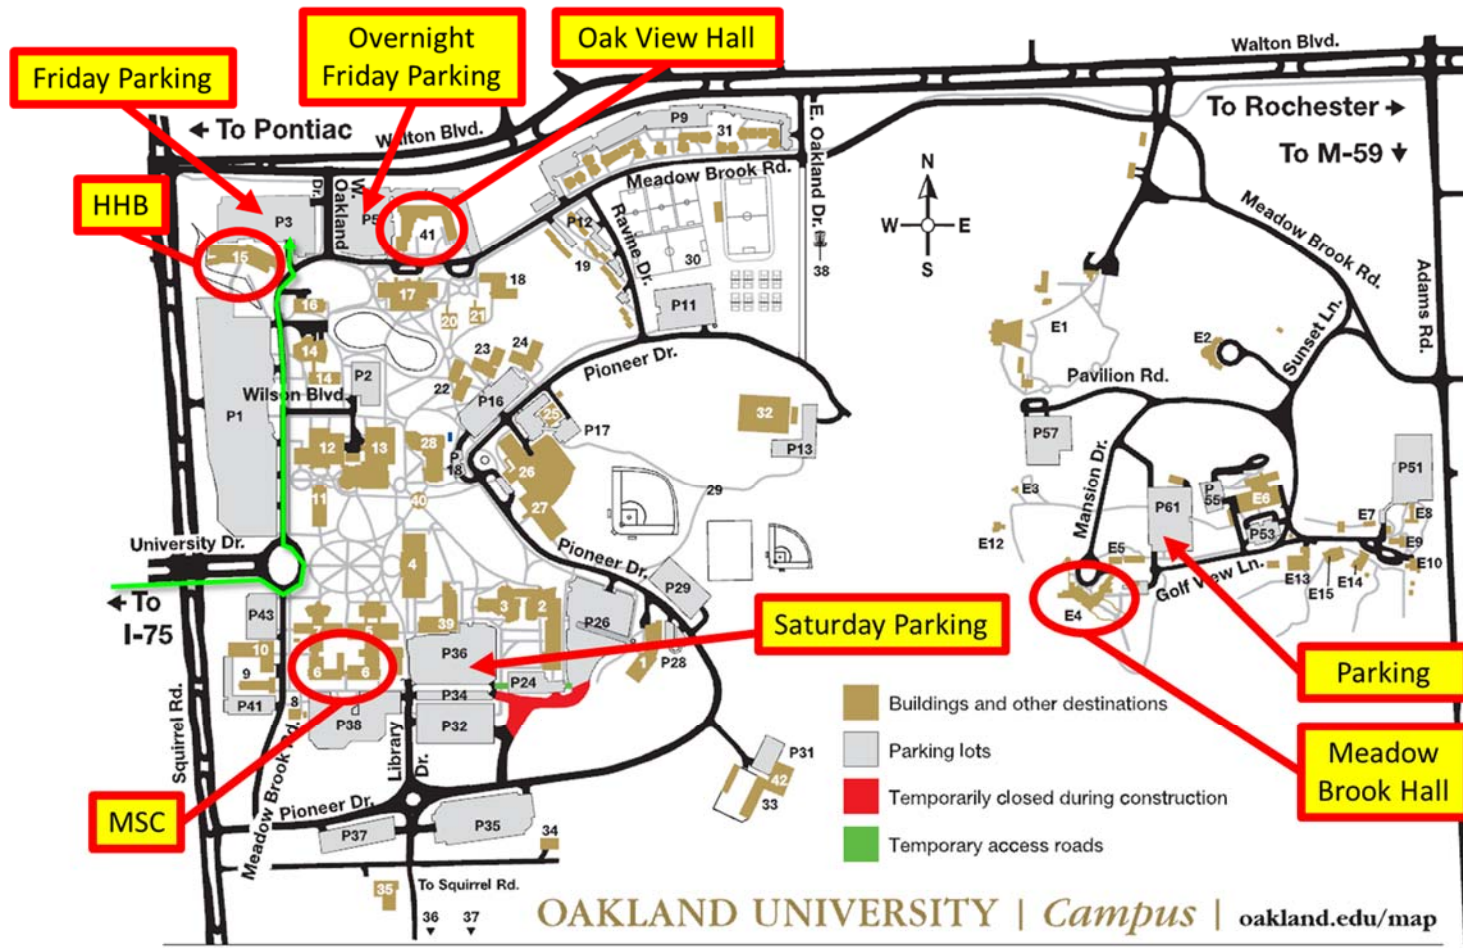 Overnight
Friday Parking
Oak View Hall
Friday Parking
Walton Blvd.
← To Pontiac
Walton Blvd.
To Rochester →
To M-59 ↓
HHB
P3
Dr.
W. Oakland
P5
41
P9
31
E. Oakland Dr.
Meadow Brook Rd.
N
W
E
S
Meadow Brook Rd.
Adams Rd.
15
17
18
P12
19
Ravine Dr.
30
38
16
20
21
P11
E1
E2
Sunset Ln.
14
14
23
24
22
P2
Wilson Blvd.
Pioneer Dr.
P16
Pavilion Rd.
P1
25
P17
32
P13
P57
12
13
28
P
18
26
27
29
40
11
Mansion Dr.
E3
E12
P61
P
55
E6
P53
P51
E7
E8
E9
E10
University Dr.
4
Pioneer Dr.
P29
E5
Golf View Ln.
E13
E15
E14
E4
← To
I-75
P43
7
5
39
3
2
P26
P36
1
P28
Saturday Parking
Parking
10
9
6
6
P24
P34
P41
8
P38
P32
Library
Dr.
Squirrel Rd.
Meadow Brook Rd.
MSC
Pioneer Dr.
P37
P35
34
P31
42
33
Buildings and other destinations
Parking lots
Temporarily closed during construction
Temporary access roads
Meadow
Brook Hall
35
To Squirrel Rd.
36
37
OAKLAND UNIVERSITY | Campus | oakland.edu/map